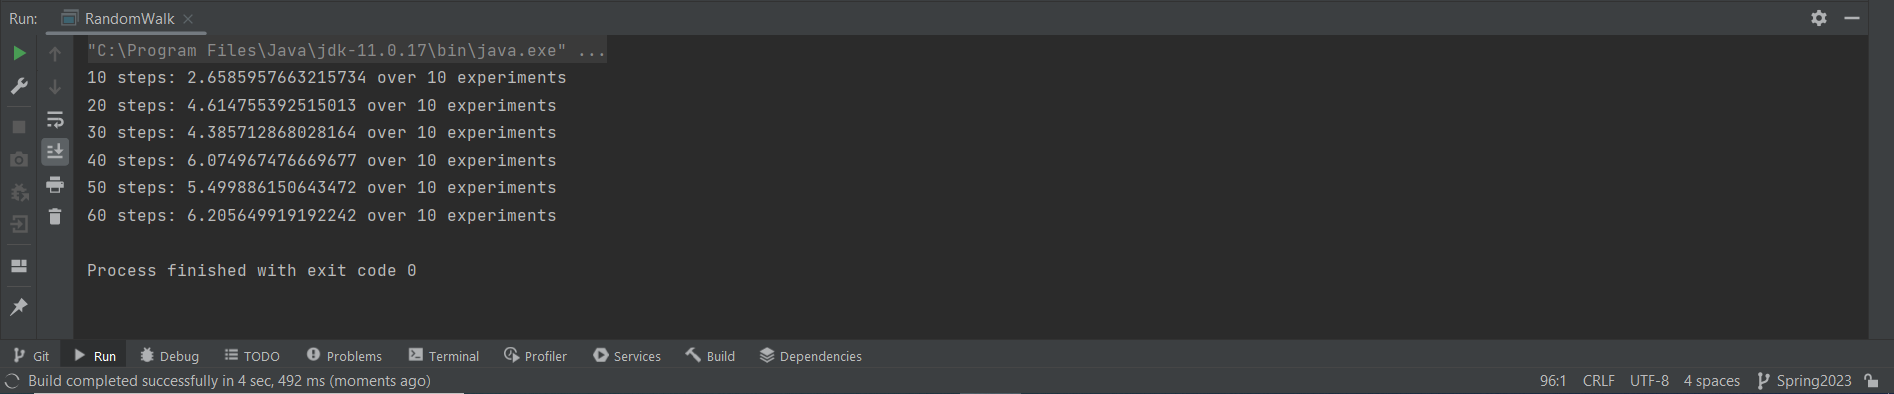 Run: RandomWalk
"C:\Program Files\Java\jdk-11.0.17\bin\java.exe" ...
10 steps: 2.6585957663215734 over 10 experiments
20 steps: 4.614755392515013 over 10 experiments
30 steps: 4.385712868028164 over 10 experiments
40 steps: 6.074967476669677 over 10 experiments
50 steps: 5.499886150643472 over 10 experiments
60 steps: 6.205649919192242 over 10 experiments
Process finished with exit code 0
Git Run Debug TODO Problems Terminal Profiler Services Build Dependencies
Build completed successfully in 4 sec, 492 ms (moments ago) 96:1 CRLF UTF-8 4 spaces Spring2023